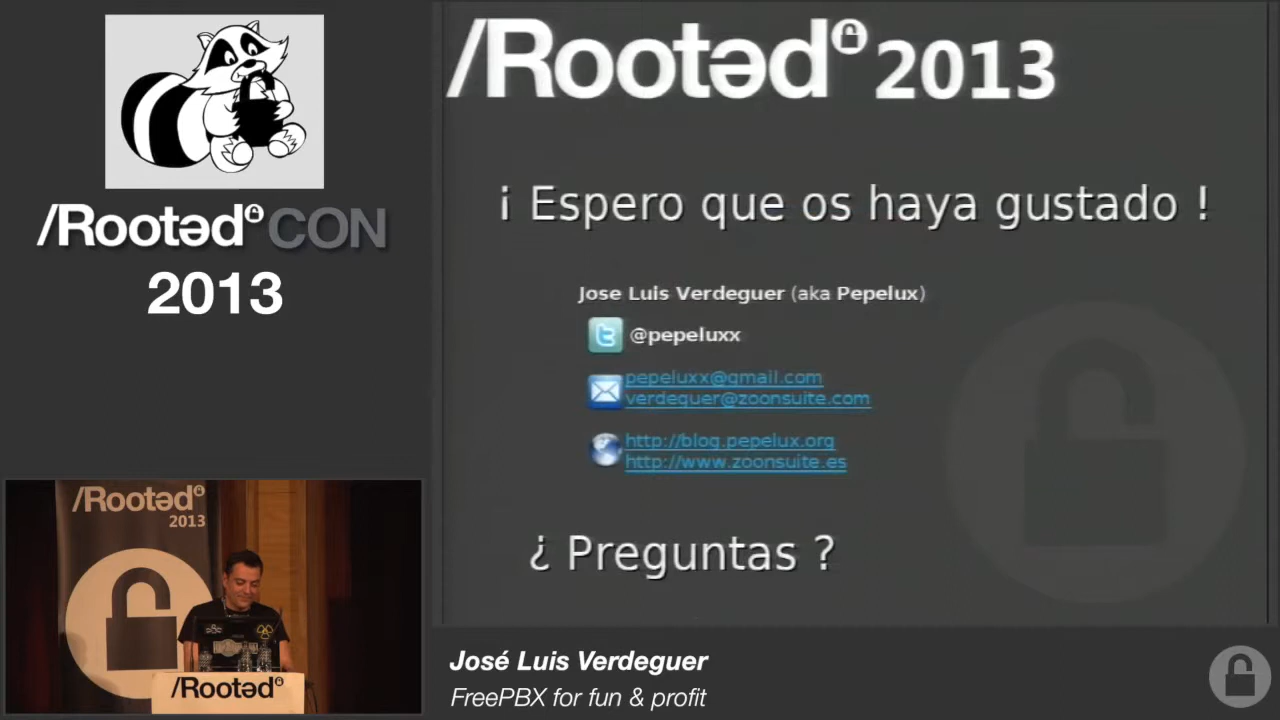 /Rootəd CON
2013
/Rootəd 2013
¡ Espero que os haya gustado !
Jose Luis Verdeguer (aka Pepelux)
@pepeluxx
pepeluxx@gmail.com
verdeguer@zoonsuite.com
http://blog.pepelux.org
http://www.zoonsuite.es
¿ Preguntas ?
/Rootəd
2013
/Rootəd
José Luis Verdeguer
FreePBX for fun & profit